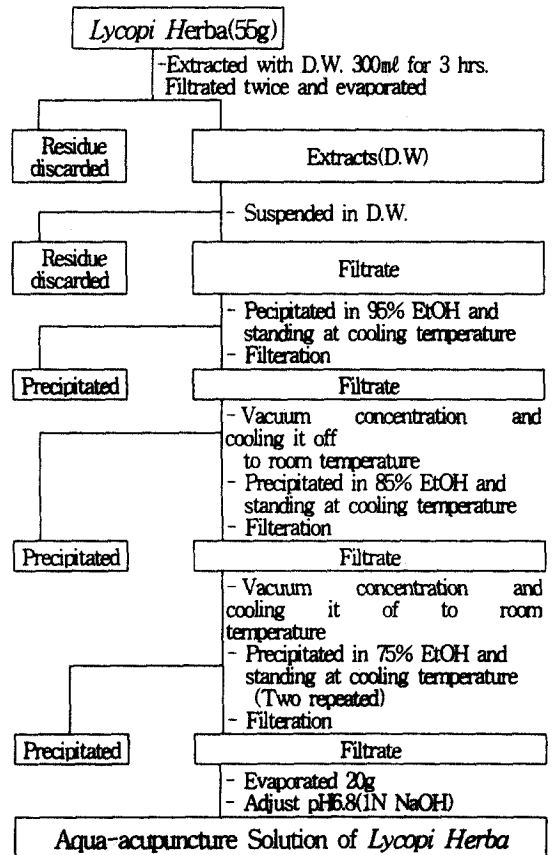 Lycopi Herba(55g)
-Extracted with D.W. 300㎖ for 3 hrs.
Filtrated twice and evaporated
Residue
discarded
Extracts(D.W)
- Suspended in D.W.
Residue
discarded
Filtrate
- Pecipitated in 95% EtOH and
standing at cooling temperature
- Filteration
Precipitated
Filtrate
- Vacuum concentration and
cooling it off
to room temperature
- Precipitated in 85% EtOH and
standing at cooling temperature
- Filteration
Precipitated
Filtrate
- Vacuum concentration and
cooling it of to room
temperature
- Precipitated in 75% EtOH and
standing at cooling temperature
(Two repeated)
- Filteration
Precipitated
Filtrate
- Evaporated 20g
- Adjust pH6.8(1N NaOH)
Aqua-acupuncture Solution of Lycopi Herba